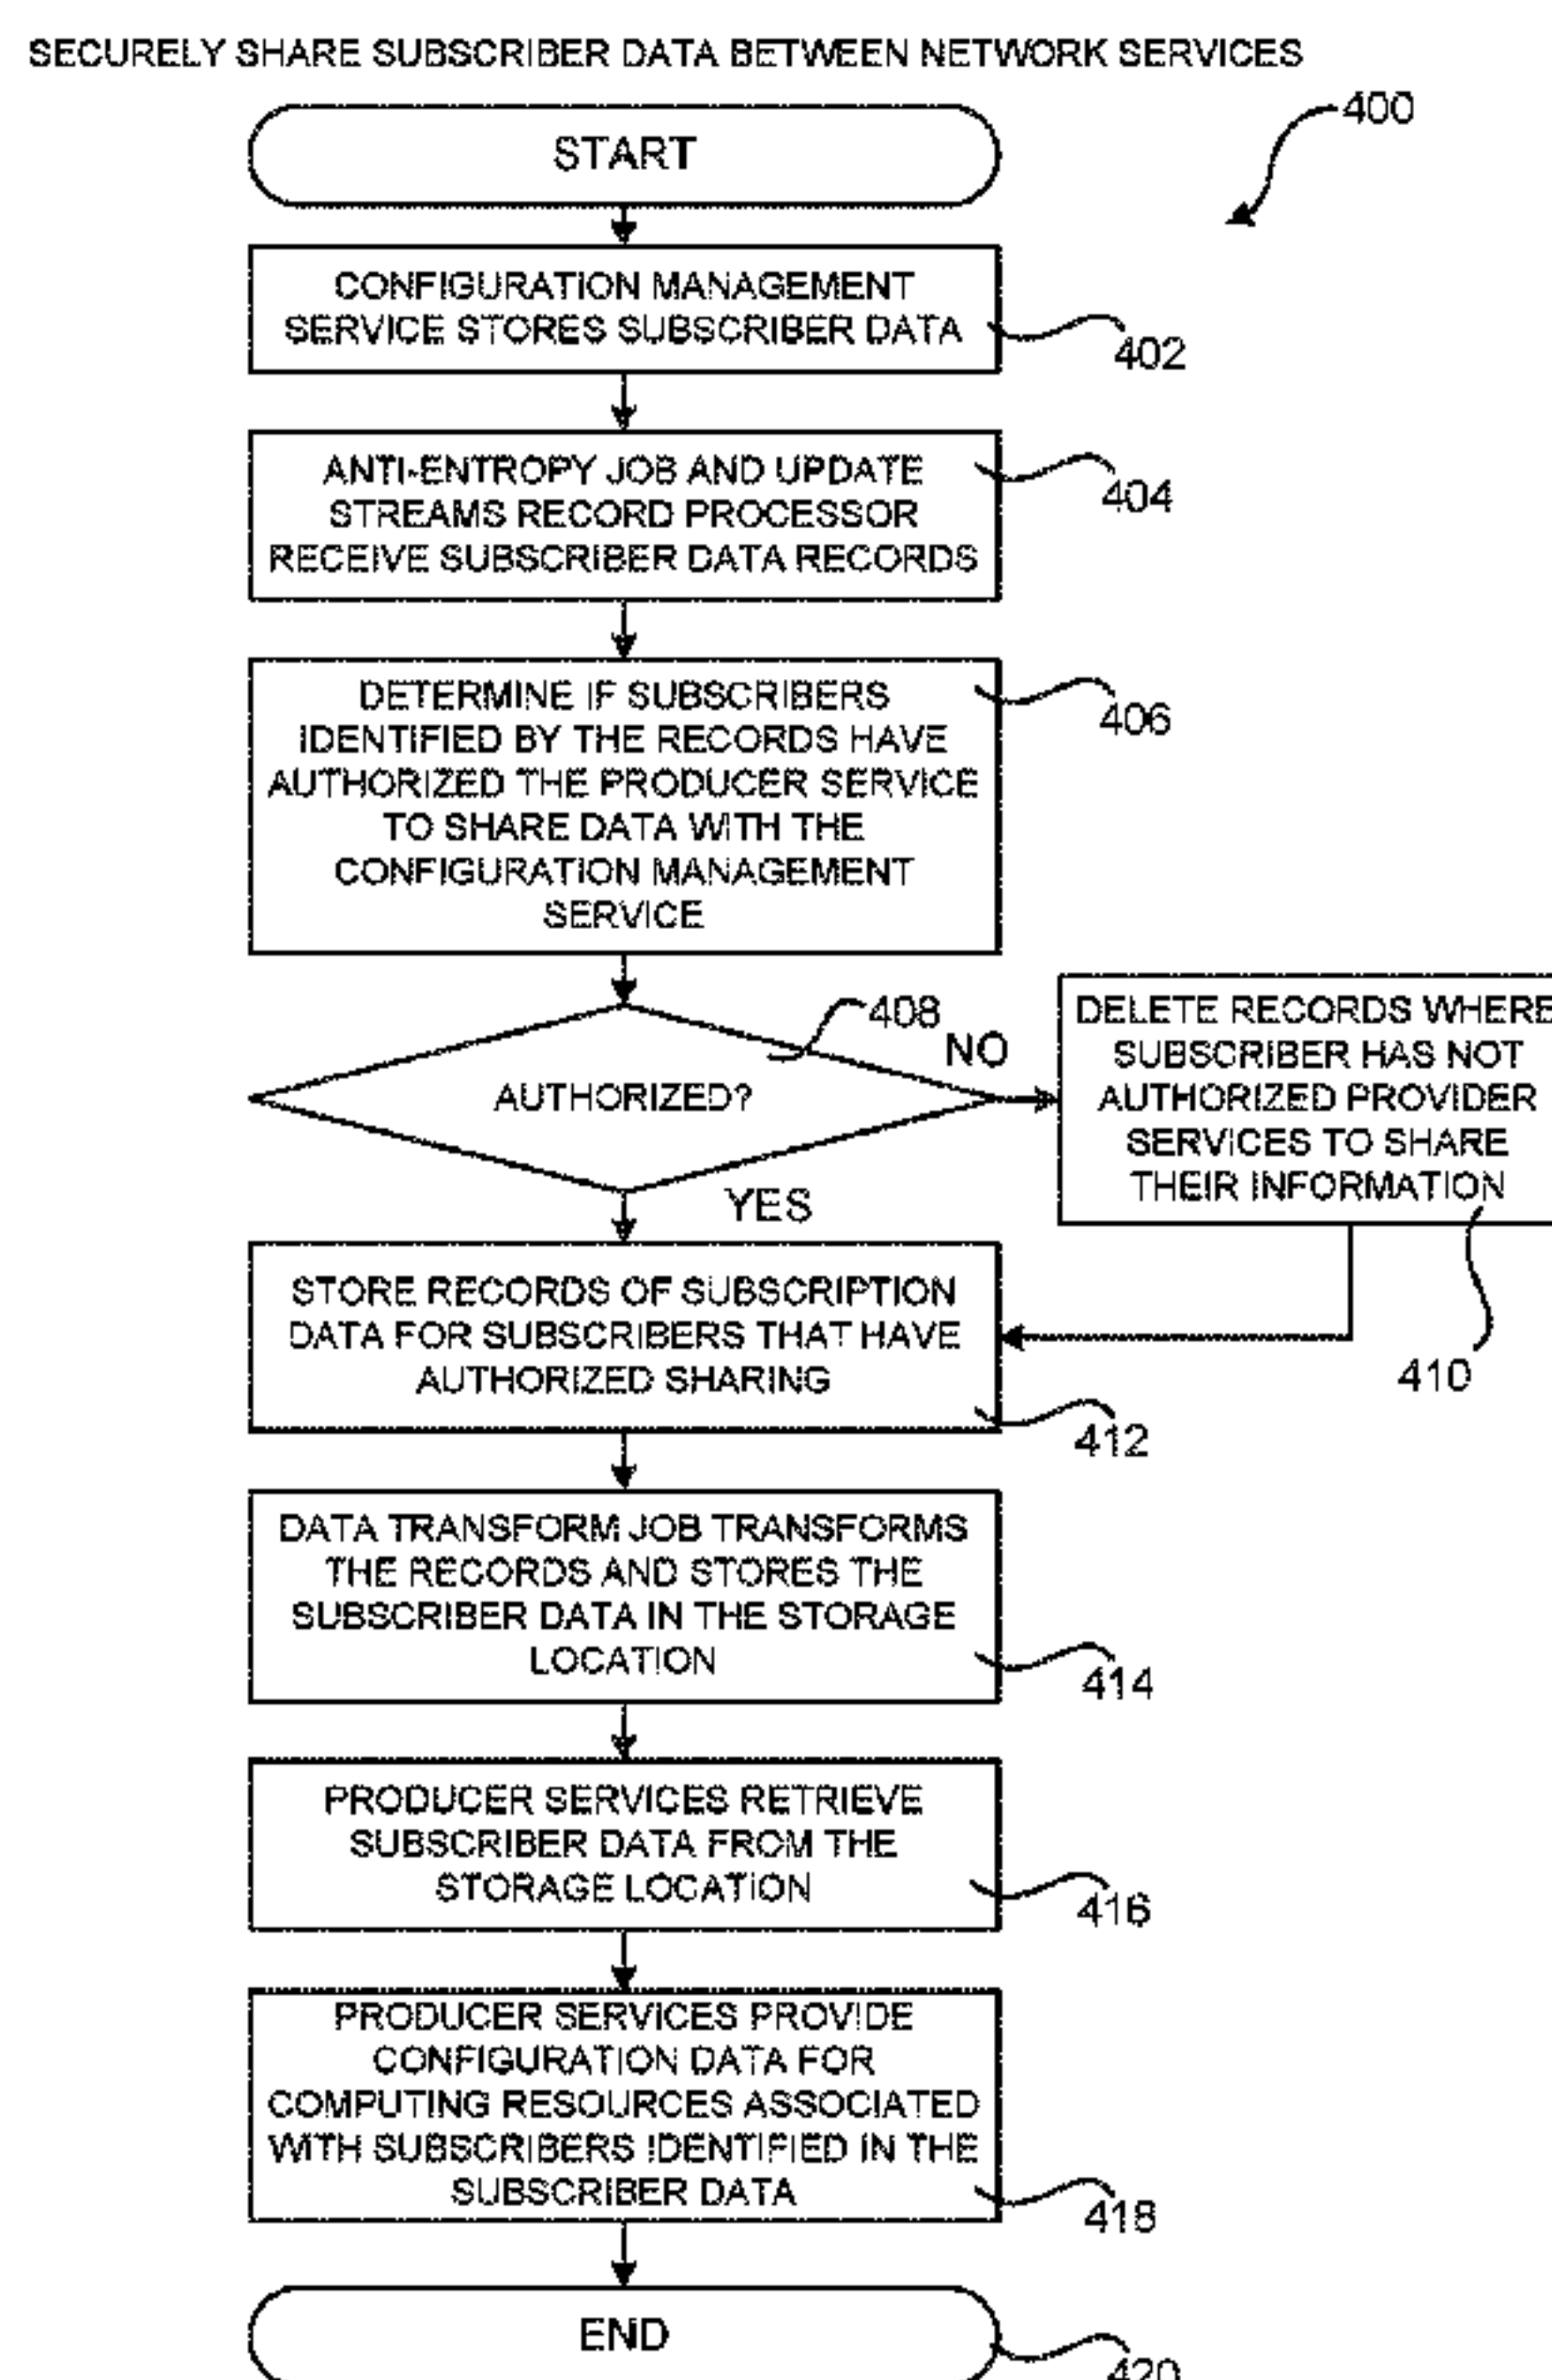 SECURELY SHARE SUBSCRIBER DATA BETWEEN NETWORK SERVICES
400
START
CONFIGURATION MANAGEMENT
SERVICE STORES SUBSCRIBER DATA
402
ANTI-ENTROPY JOB AND UPDATE
STREAMS RECORD PROCESSOR
RECEIVE SUBSCRIBER DATA RECORDS
404
DETERMINE IF SUBSCRIBERS
IDENTIFIED BY THE RECORDS HAVE
AUTHORIZED THE PRODUCER SERVICE
TO SHARE DATA WITH THE
CONFIGURATION MANAGEMENT
SERVICE
406
408
NO
AUTHORIZED?
YES
DELETE RECORDS WHERE
SUBSCRIBER HAS NOT
AUTHORIZED PROVIDER
SERVICES TO SHARE
THEIR INFORMATION
410
STORE RECORDS OF SUBSCRIPTION
DATA FOR SUBSCRIBERS THAT HAVE
AUTHORIZED SHARING
412
DATA TRANSFORM JOB TRANSFORMS
THE RECORDS AND STORES THE
SUBSCRIBER DATA IN THE STORAGE
LOCATION
414
PRODUCER SERVICES RETRIEVE
SUBSCRIBER DATA FROM THE
STORAGE LOCATION
416
PRODUCER SERVICES PROVIDE
CONFIGURATION DATA FOR
COMPUTING RESOURCES ASSOCIATED
WITH SUBSCRIBERS IDENTIFIED IN THE
SUBSCRIBER DATA
418
END
420